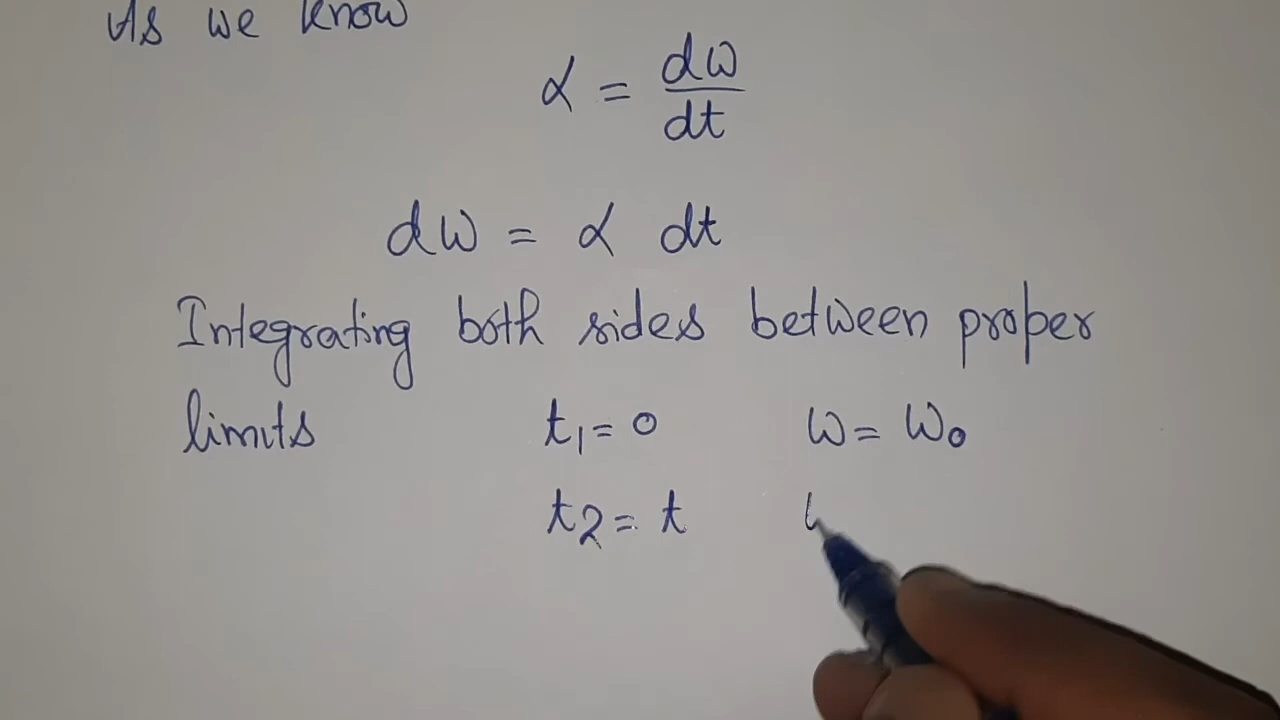 As we know
α = dω/dt
dω = α dt
Integrating both sides between proper
limits t₁ = 0 ω = ω₀
t₂ = t